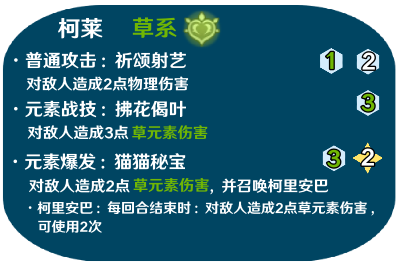 柯莱 草系
·普通攻击：祈颂射艺 1 2
对敌人造成2点物理伤害
·元素战技：拂花偈叶 3
对敌人造成3点 草元素伤害
·元素爆发：猫猫秘宝 3 2
对敌人造成2点 草元素伤害，并召唤柯里安巴
·柯里安巴：每回合结束时：对敌人造成2点草元素伤害，
可使用2次